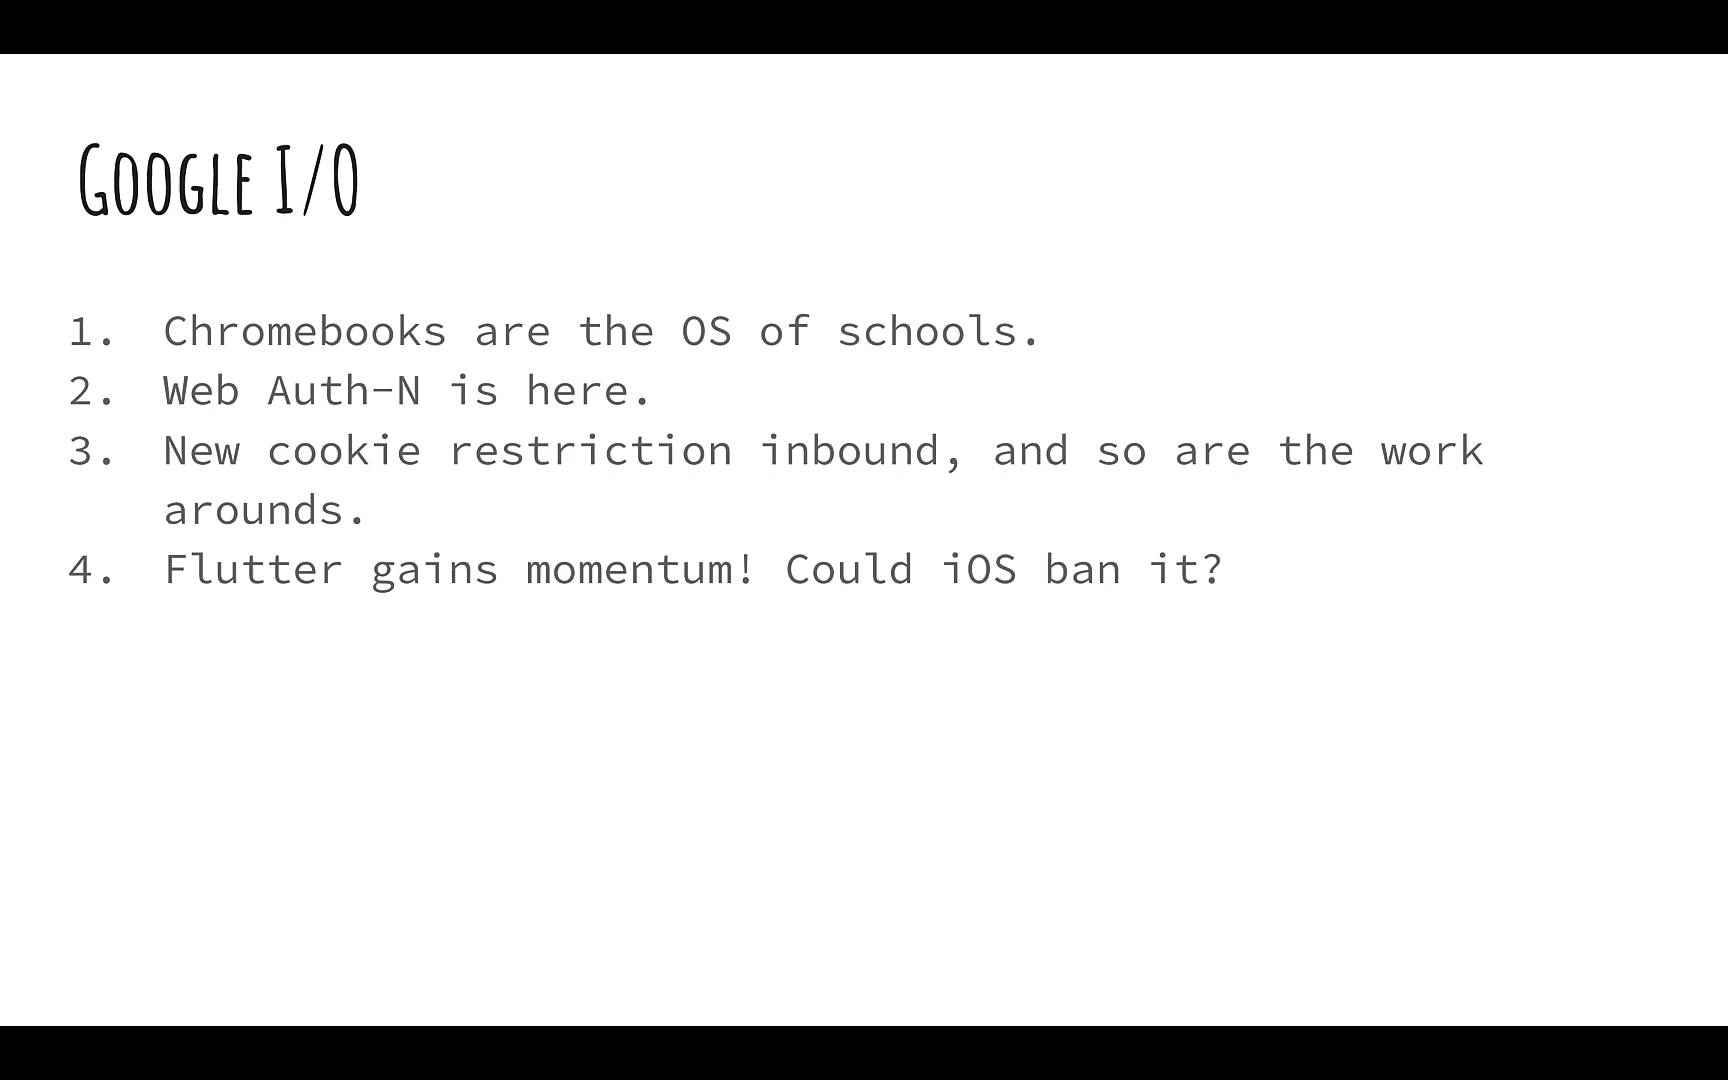 Google I/O
1. Chromebooks are the OS of schools.
2. Web Auth-N is here.
3. New cookie restriction inbound, and so are the work
arounds.
4. Flutter gains momentum! Could iOS ban it?